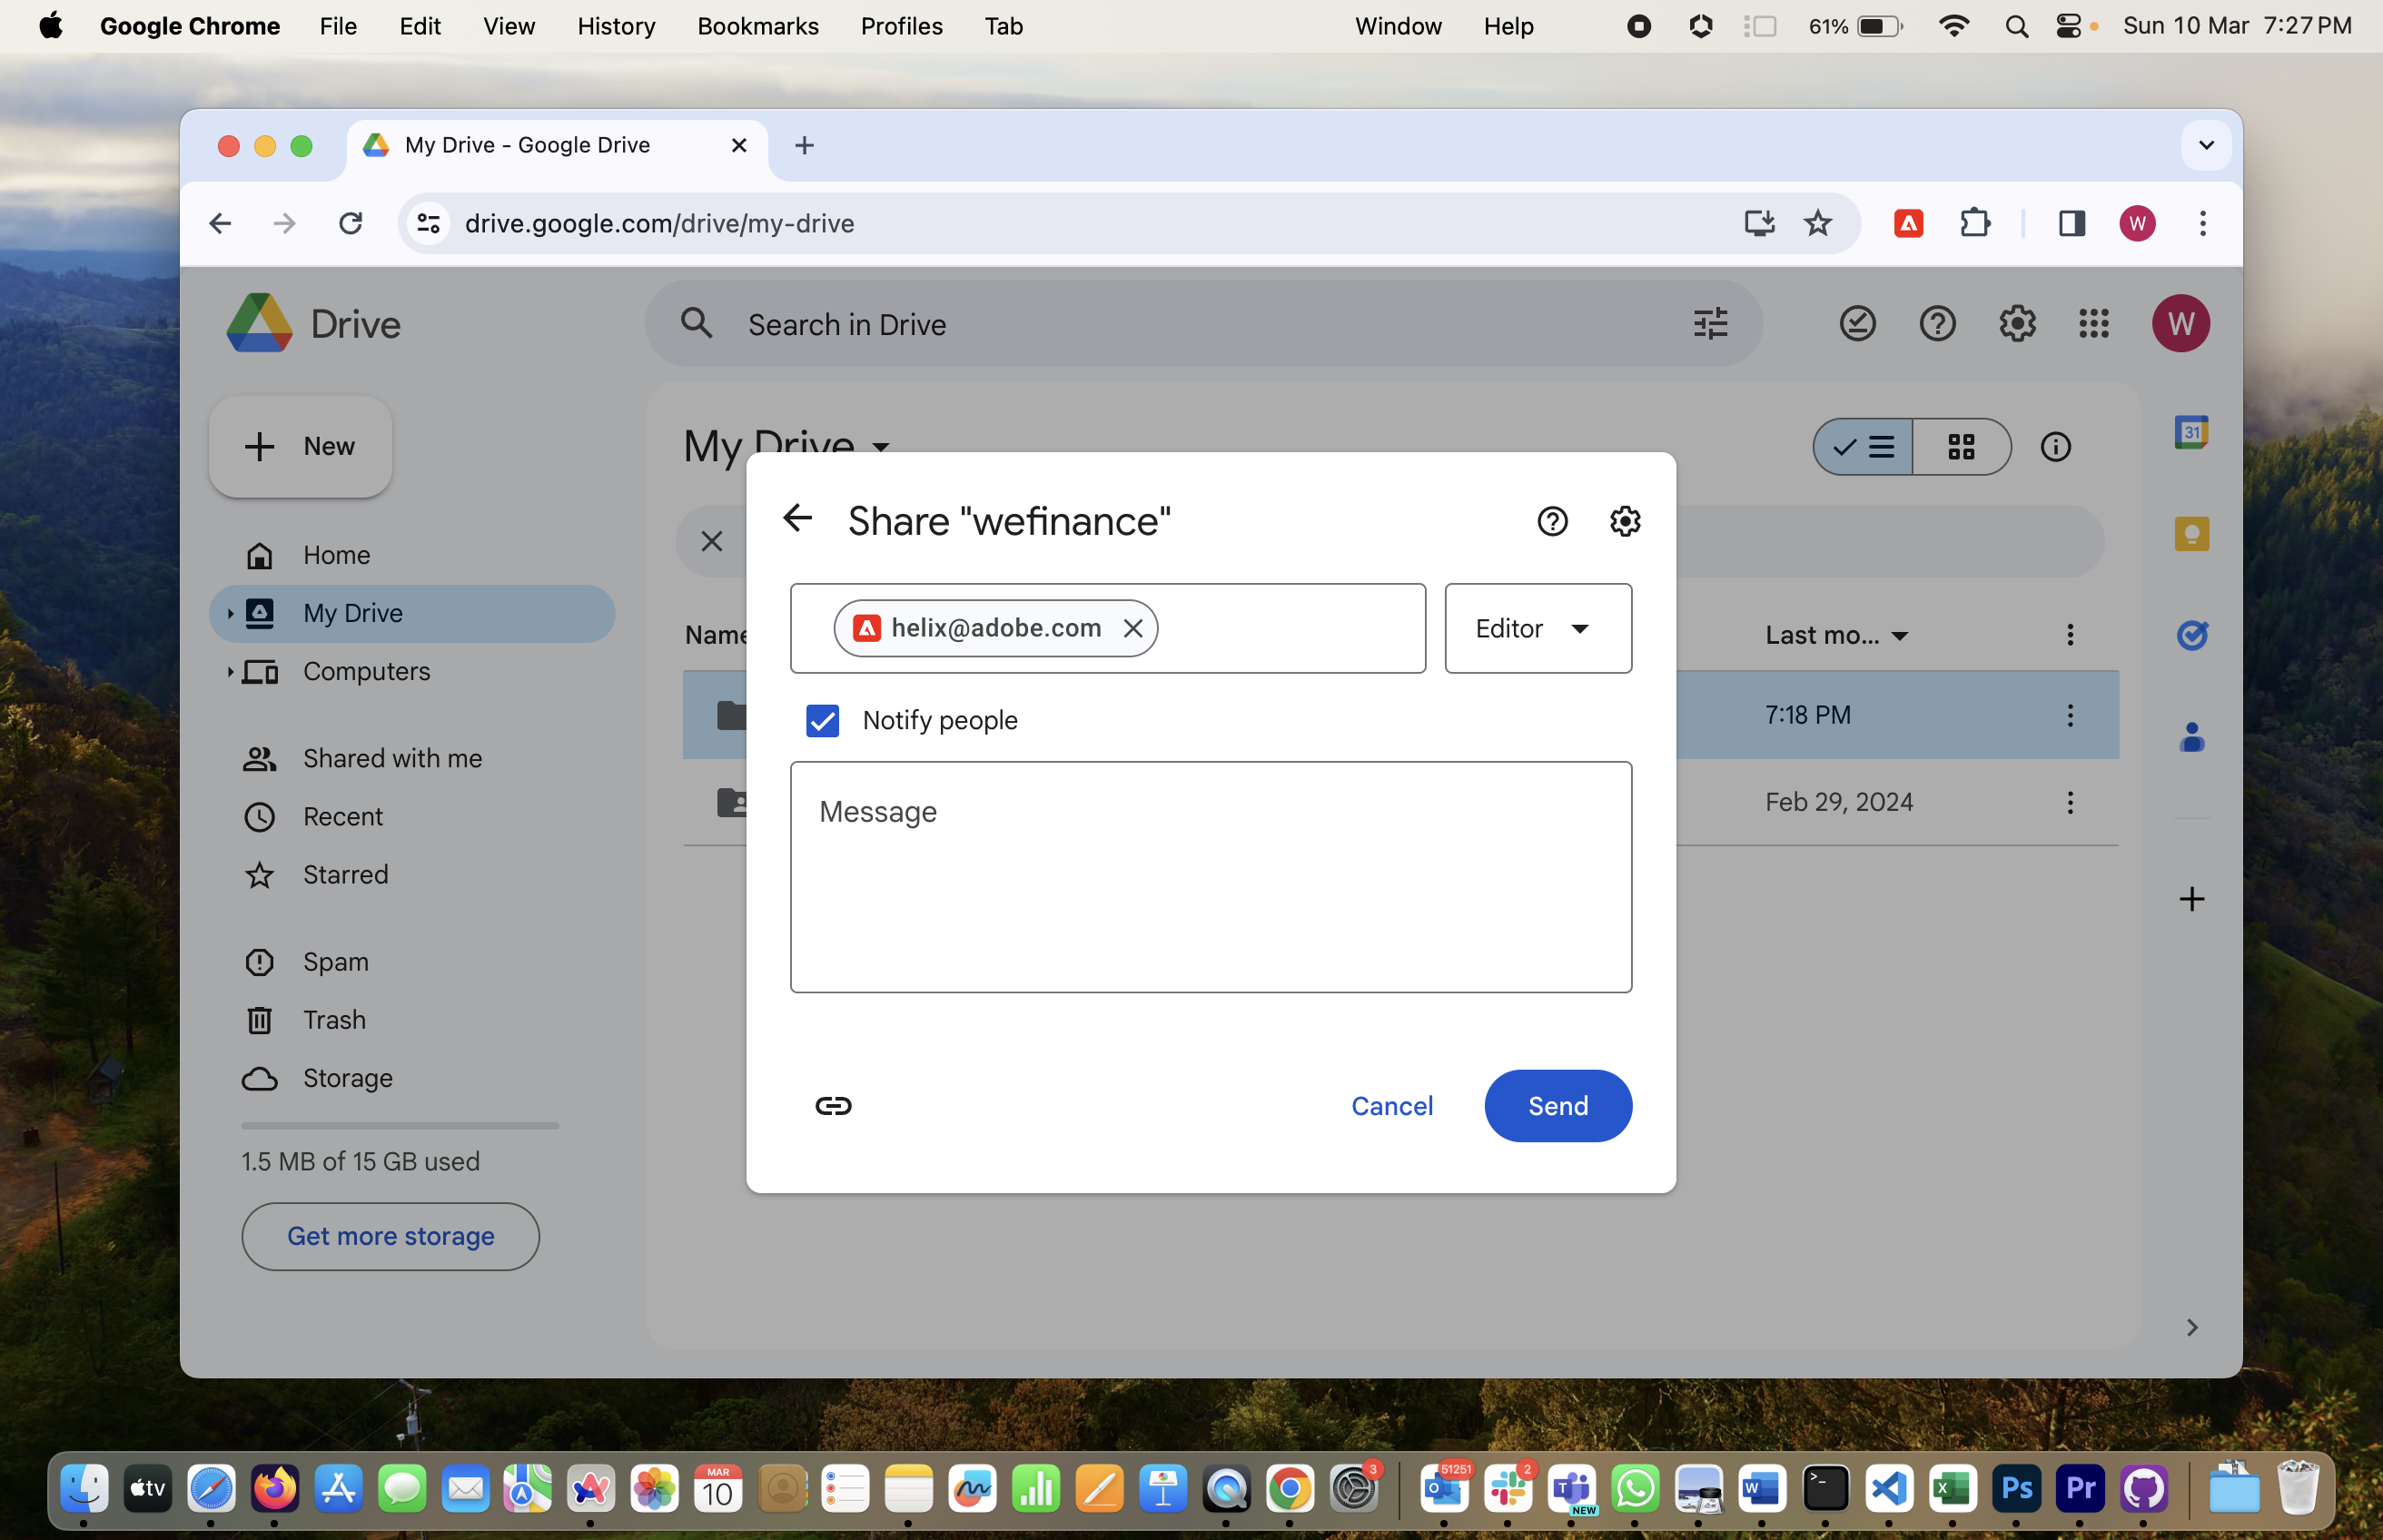 Google Chrome File Edit View History Bookmarks Profiles Tab Window Help 61% Sun 10 Mar 7:27 PM
My Drive - Google Drive
drive.google.com/drive/my-drive W
Drive
Search in Drive
W
New
My Drive
31
Home
My Drive
Computers
Shared with me
Recent
Starred
Spam
Trash
Storage
1.5 MB of 15 GB used
Get more storage
Name
Last mo...
7:18 PM
Feb 29, 2024
Share "wefinance"
helix@adobe.com
Editor
Notify people
Message
Cancel
Send
tv
MAR
10
3
51251
2
O
T
NEW
W
>_
X
Ps
Pr